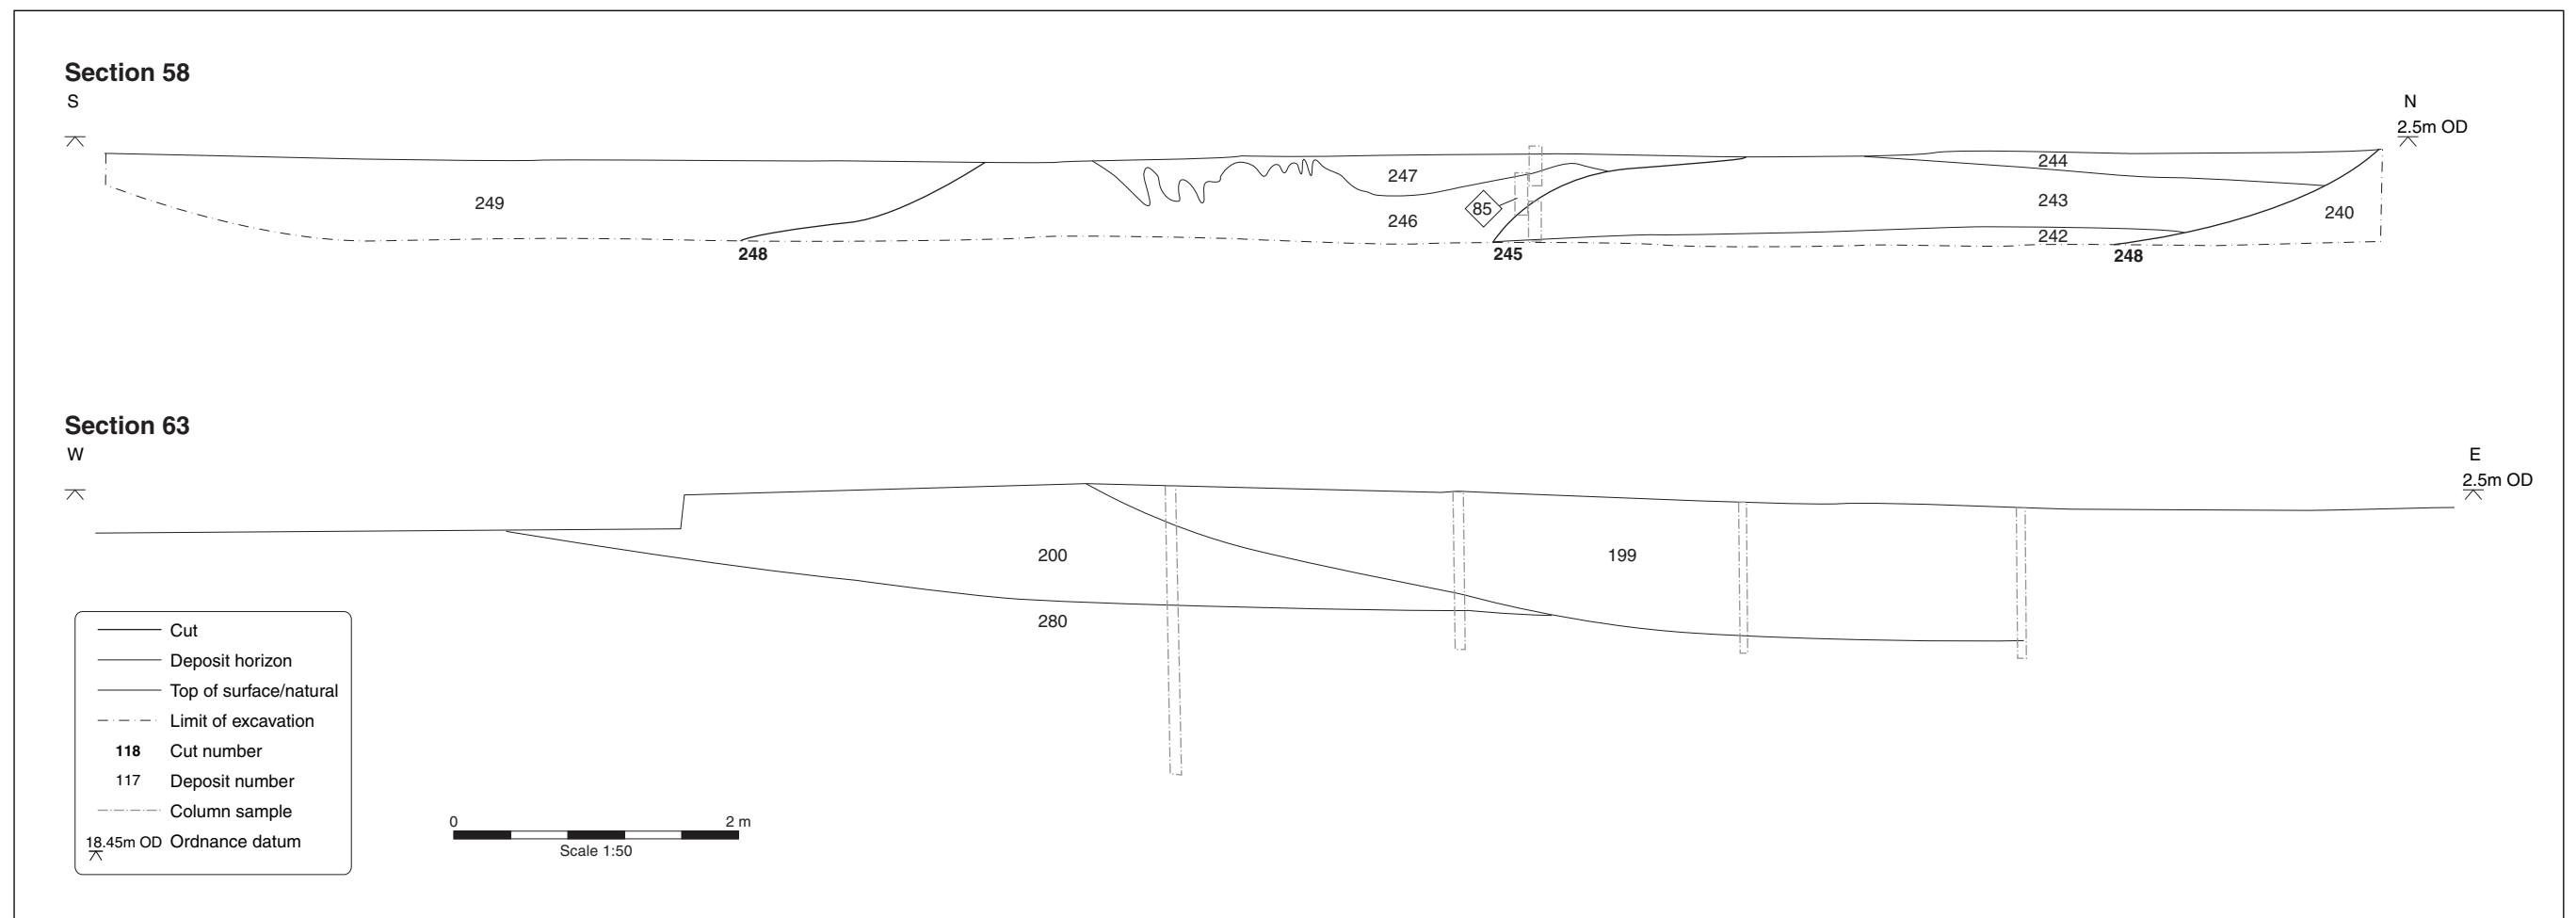 Section 58
S
N
2.5m OD
244
247
249
243
85
240
246
242
248
245
248
Section 63
W
E
2.5m OD
200
199
280
Cut
Deposit horizon
Top of surface/natural
Limit of excavation
118 Cut number
117 Deposit number
Column sample
18.45m OD Ordnance datum
0 2 m
Scale 1:50